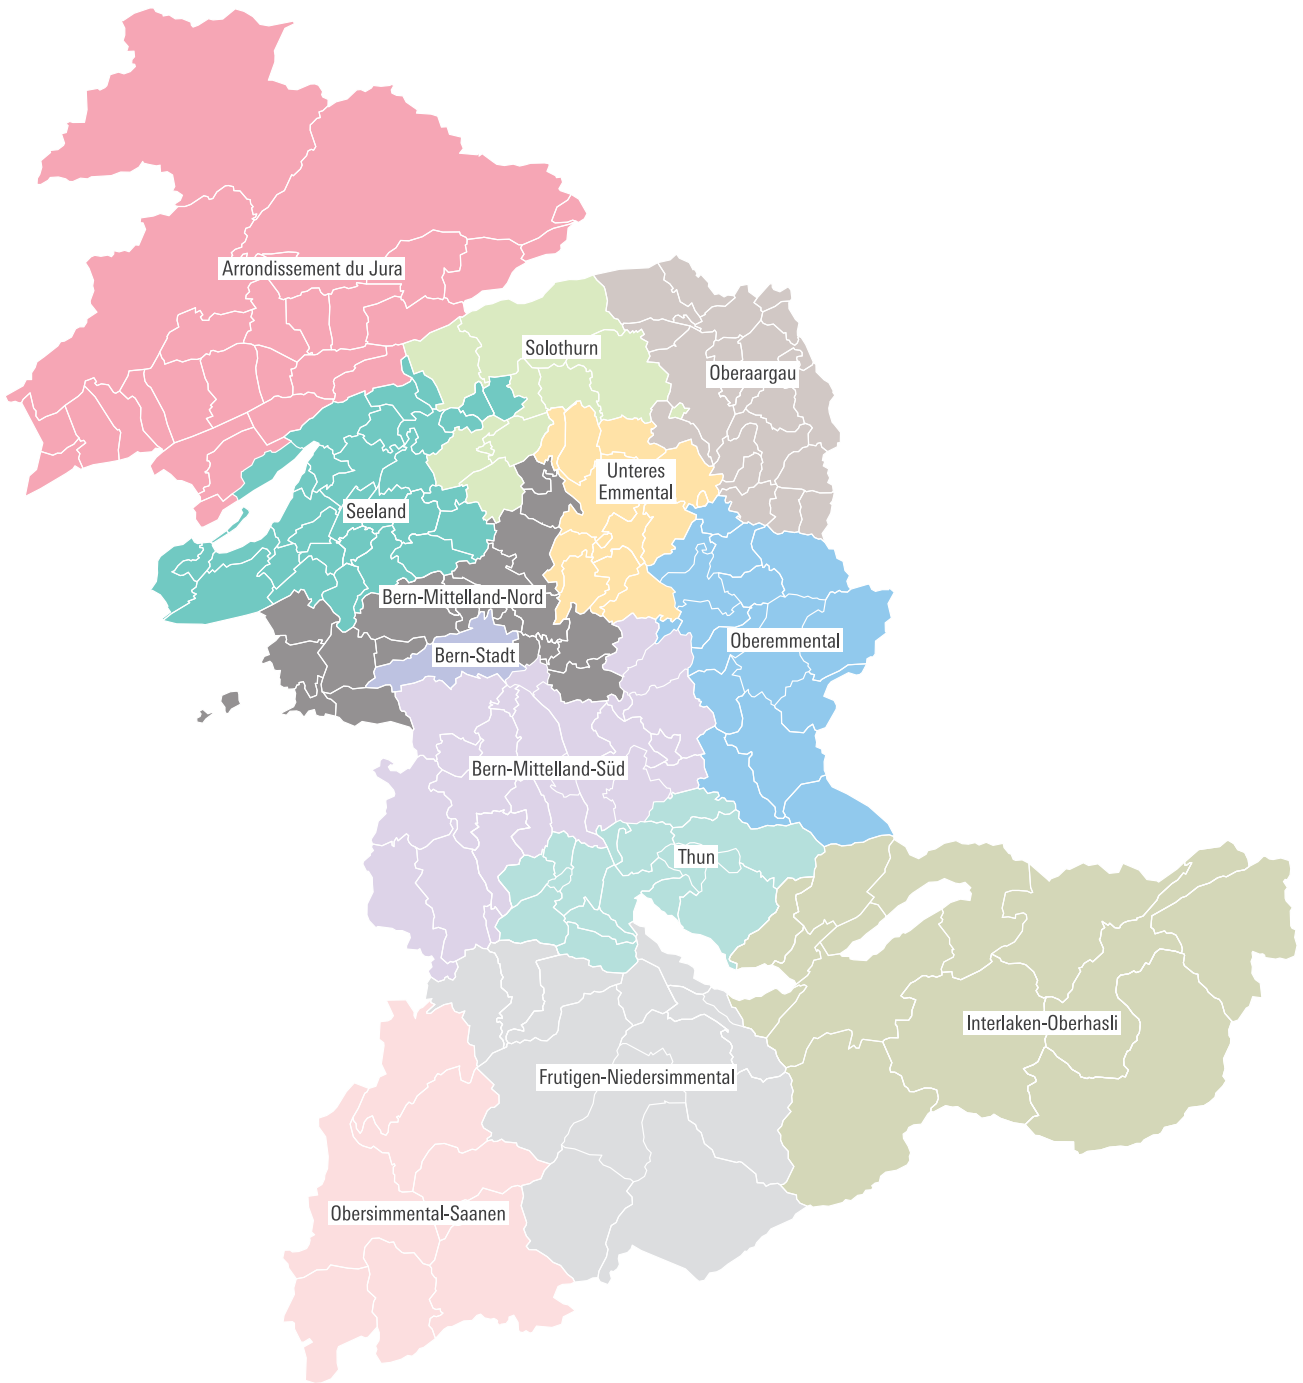 Arrondissement du Jura
Solothurn
Oberaargau
Unteres
Emmental
Seeland
Bern-Mittelland-Nord
Oberemmental
Bern-Stadt
Bern-Mittelland-Süd
Thun
Interlaken-Oberhasli
Frutigen-Niedersimmental
Obersimmental-Saanen